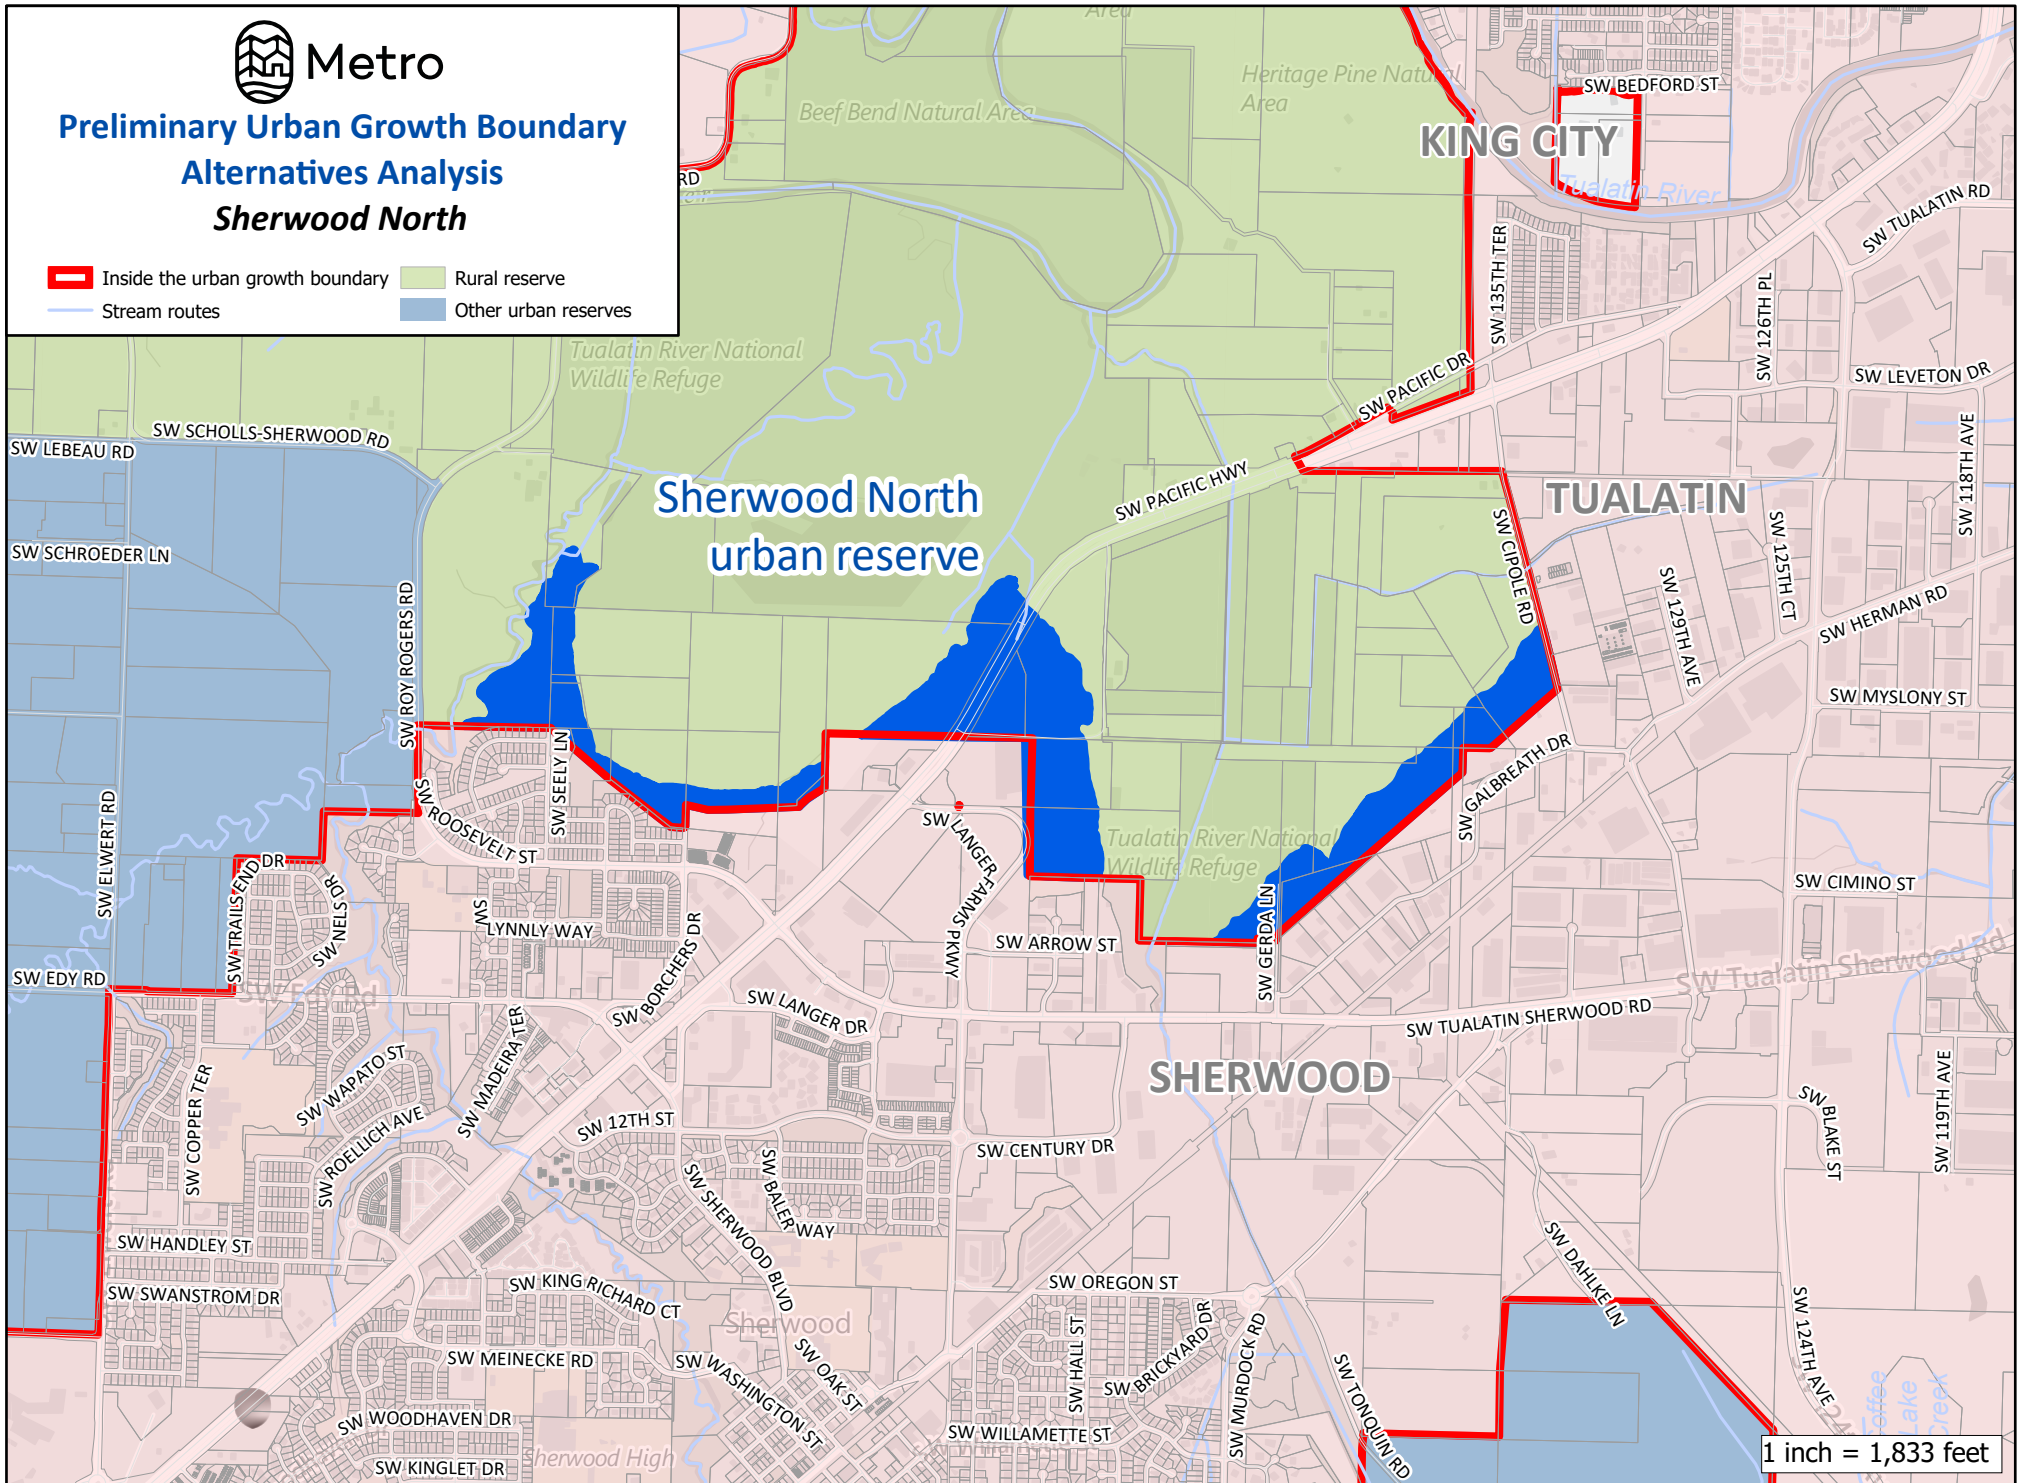 Metro
Preliminary Urban Growth Boundary
Alternatives Analysis
Sherwood North
Inside the urban growth boundary
Rural reserve
Stream routes
Other urban reserves
Area
Heritage Pine Natural
Area
Beef Bend Natural Area
SW BEDFORD ST
KING CITY
Tualatin River
RD
SW TUALATIN RD
SW 135TH TER
SW 126TH PL
Tualatin River National
Wildlife Refuge
SW PACIFIC DR
SW LEVETON DR
SW SCHOLLS-SHERWOOD RD
SW LEBEAU RD
SW 118TH AVE
Sherwood North
urban reserve
SW PACIFIC HWY
TUALATIN
SW CIPOLE RD
SW 125TH CT
SW SCHROEDER LN
SW 129TH AVE
SW HERMAN RD
SW ROY ROGERS RD
SW MYSLONY ST
SW SEELY LN
SW GALBREATH DR
SW ELWERT RD
SW ROOSEVELT ST
SW LANGER FARMS PKWY
Tualatin River National
Wildlife Refuge
SW TRAILS END DR
SW NELS DR
SW CIMINO ST
SW LYNNLY WAY
SW BORCHERS DR
SW ARROW ST
SW GERDA LN
SW EDY RD
SW Edy Rd
SW Tualatin Sherwood Rd
SW LANGER DR
SW TUALATIN SHERWOOD RD
SW MADEIRA TER
SW WAPATO ST
SW COPPER TER
SHERWOOD
SW 119TH AVE
SW BLAKE ST
SW ROELLICH AVE
SW 12TH ST
SW CENTURY DR
SW SHERWOOD BLVD
SW BALER WAY
SW HANDLEY ST
SW DAHLKE LN
SW SWANSTROM DR
SW KING RICHARD CT
SW OREGON ST
Sherwood
SW HALL ST
SW BRICKYARD DR
SW MURDOCK RD
SW 124TH AVE
SW MEINECKE RD
SW WASHINGTON ST
SW OAK ST
SW TONQUIN RD
SW WOODHAVEN DR
SW WILLAMETTE ST
Coffee
Lake
Creek
Sherwood High
SW KINGLET DR
1 inch = 1,833 feet